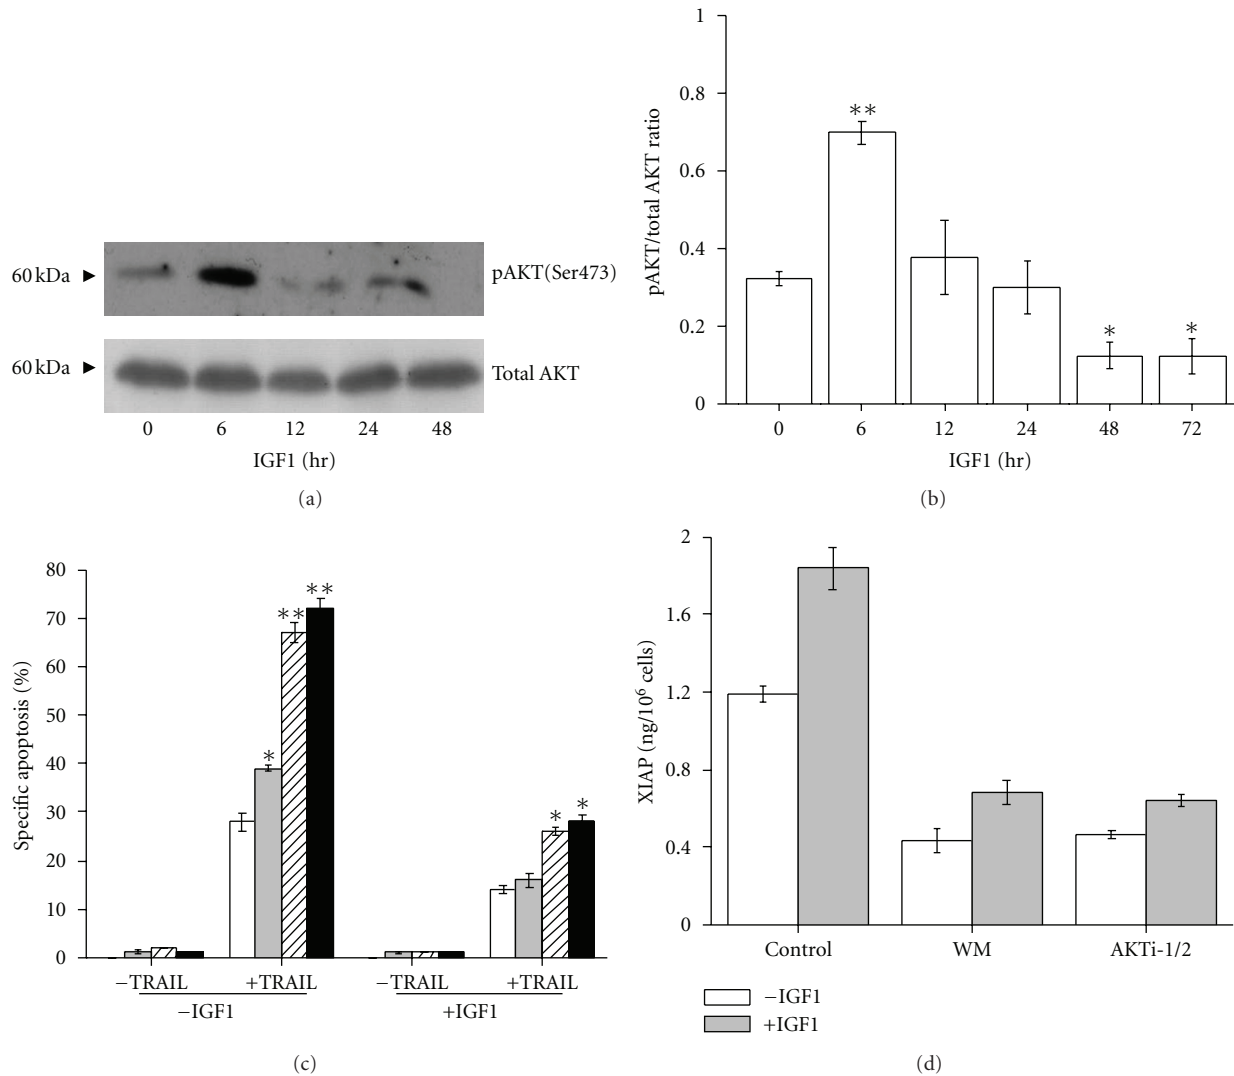 60 kDa
pAKT(Ser473)
60 kDa
Total AKT
0 6 12 24 48
IGF1 (hr)
(a)
pAKT/total AKT ratio
1
0.8
0.6
0.4
0.2
0
**
*
*
0 6 12 24 48 72
IGF1 (hr)
(b)
Specific apoptosis (%)
80
70
60
50
40
30
20
10
0
*
**
**
*
*
−TRAIL +TRAIL −TRAIL +TRAIL
−IGF1 +IGF1
(c)
XIAP (ng/10⁶ cells)
2
1.6
1.2
0.8
0.4
0
Control WM AKTi-1/2
−IGF1
+IGF1
(d)